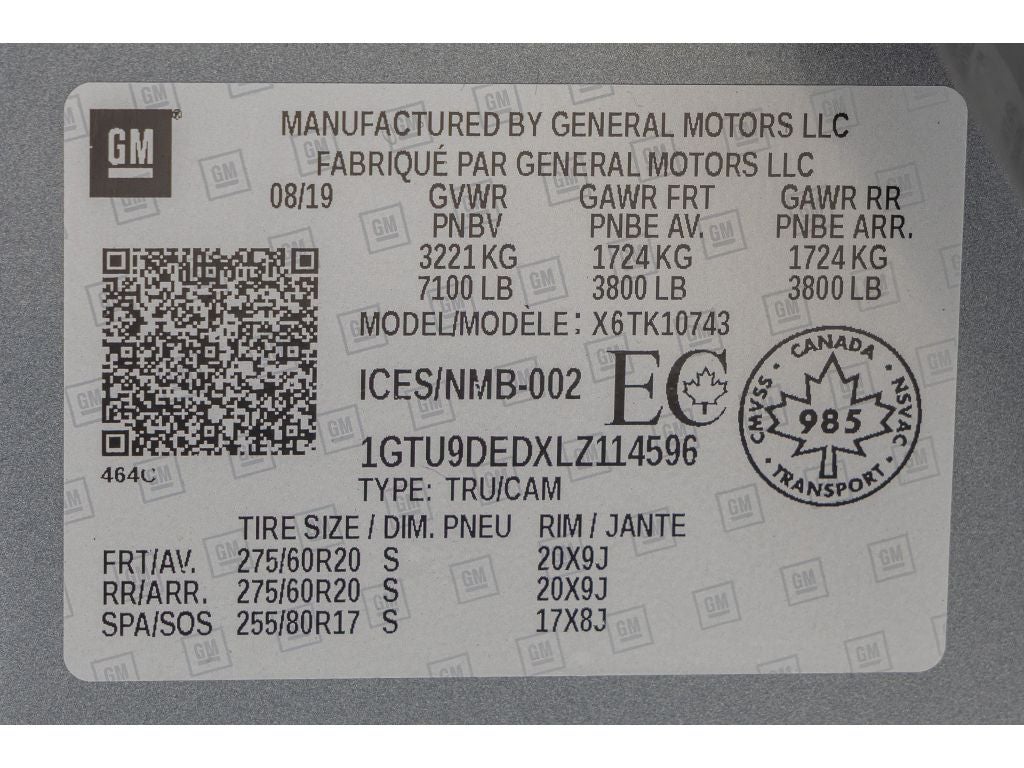 GM
MANUFACTURED BY GENERAL MOTORS LLC
FABRIQUÉ PAR GENERAL MOTORS LLC
08/19 GVWR GAWR FRT GAWR RR
PNBV PNBE AV. PNBE ARR.
3221 KG 1724 KG 1724 KG
7100 LB 3800 LB 3800 LB
MODEL/MODÈLE: X6TK10743
ICES/NMB-002 EC
CANADA
CMVSS 985 NSVAC
TRANSPORT
1GTU9DEDXLZ114596
464C
TYPE: TRU/CAM
TIRE SIZE / DIM. PNEU RIM / JANTE
FRT/AV. 275/60R20 S 20X9J
RR/ARR. 275/60R20 S 20X9J
SPA/SOS 255/80R17 S 17X8J